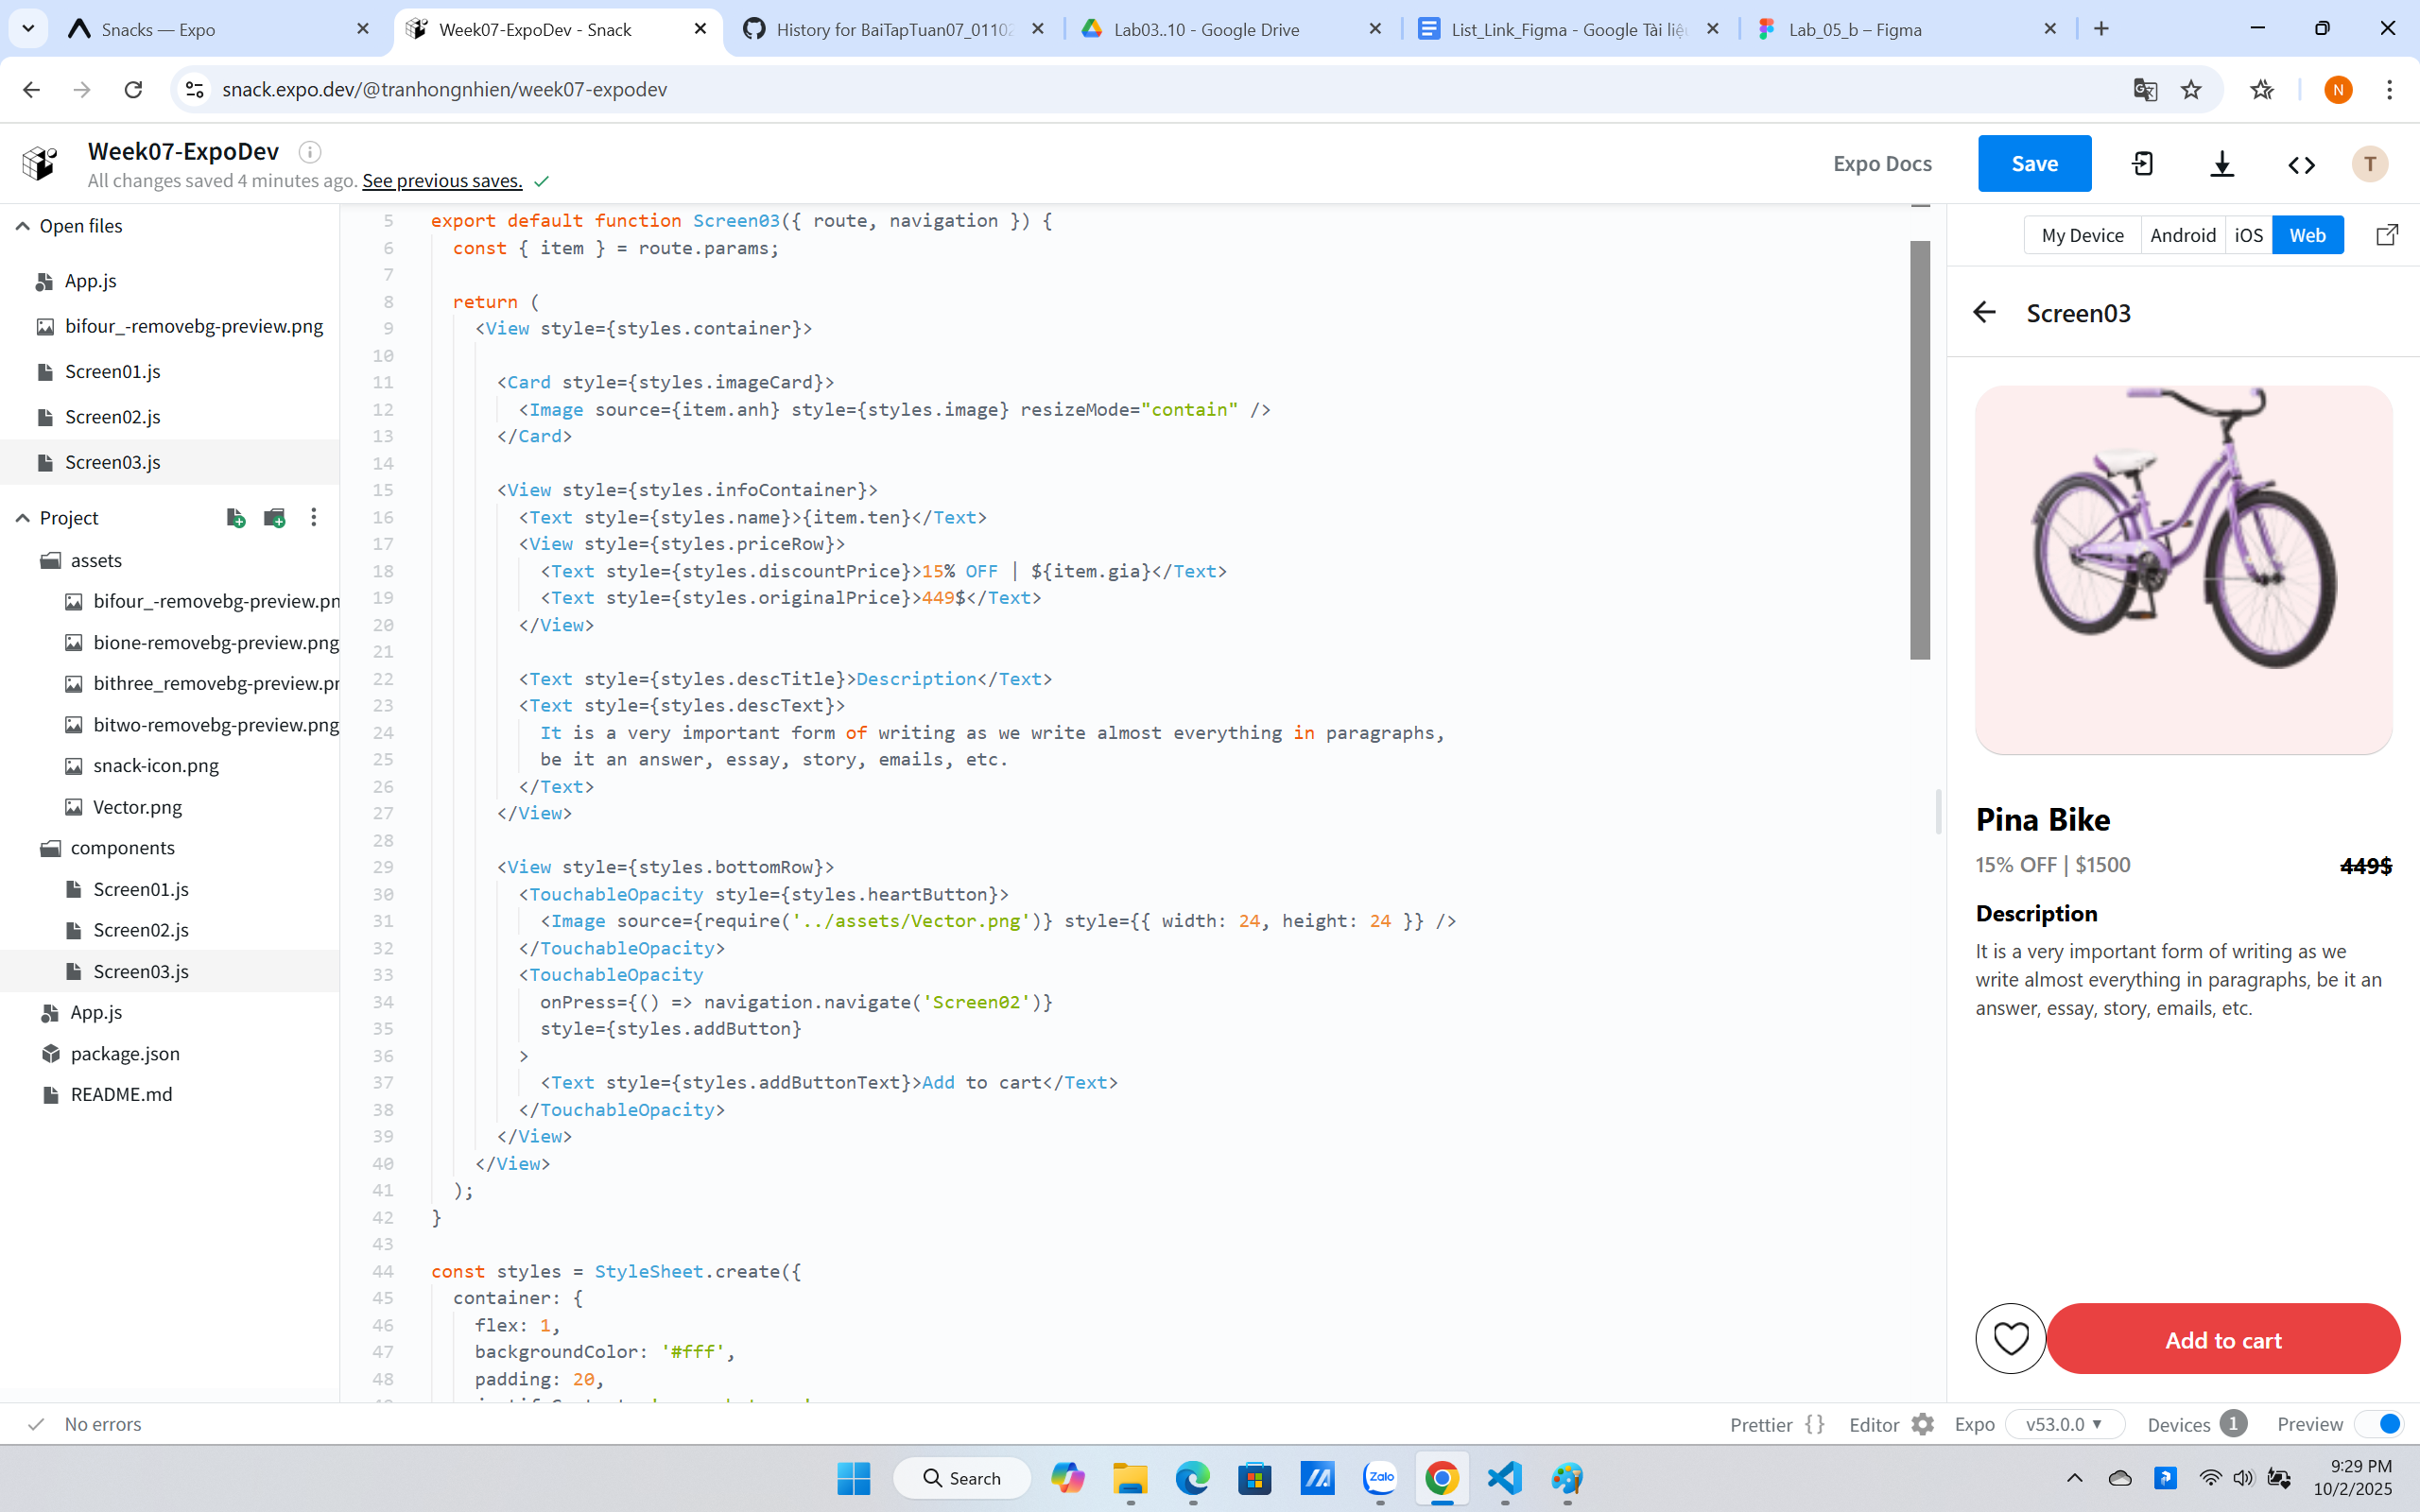 Snacks — Expo
Week07-ExpoDev - Snack
History for BaiTapTuan07_01102
Lab03..10 - Google Drive
List_Link_Figma - Google Tài liệu
Lab_05_b – Figma
snack.expo.dev/@tranhongnhien/week07-expodev
N
Week07-ExpoDev
All changes saved 4 minutes ago. See previous saves.
Expo Docs
Save
T
Open files
App.js
bifour_-removebg-preview.png
Screen01.js
Screen02.js
Screen03.js
Project
assets
bifour_-removebg-preview.pn
bione-removebg-preview.png
bithree_removebg-preview.pr
bitwo-removebg-preview.png
snack-icon.png
Vector.png
components
Screen01.js
Screen02.js
Screen03.js
App.js
package.json
README.md
5 export default function Screen03({ route, navigation }) {
6 const { item } = route.params;
7
8 return (
9 <View style={styles.container}>
10
11 <Card style={styles.imageCard}>
12 <Image source={item.anh} style={styles.image} resizeMode="contain" />
13 </Card>
14
15 <View style={styles.infoContainer}>
16 <Text style={styles.name}>{item.ten}</Text>
17 <View style={styles.priceRow}>
18 <Text style={styles.discountPrice}>15% OFF | ${item.gia}</Text>
19 <Text style={styles.originalPrice}>449$</Text>
20 </View>
21
22 <Text style={styles.descTitle}>Description</Text>
23 <Text style={styles.descText}>
24 It is a very important form of writing as we write almost everything in paragraphs,
25 be it an answer, essay, story, emails, etc.
26 </Text>
27 </View>
28
29 <View style={styles.bottomRow}>
30 <TouchableOpacity style={styles.heartButton}>
31 <Image source={require('../assets/Vector.png')} style={{ width: 24, height: 24 }} />
32 </TouchableOpacity>
33 <TouchableOpacity
34 onPress={() => navigation.navigate('Screen02')}
35 style={styles.addButton}
36 >
37 <Text style={styles.addButtonText}>Add to cart</Text>
38 </TouchableOpacity>
39 </View>
40 </View>
41 );
42 }
43
44 const styles = StyleSheet.create({
45 container: {
46 flex: 1,
47 backgroundColor: '#fff',
48 padding: 20,
My Device
Android
iOS
Web
Screen03
Pina Bike
15% OFF | $1500
449$
Description
It is a very important form of writing as we
write almost everything in paragraphs, be it an
answer, essay, story, emails, etc.
Add to cart
No errors
Prettier { }
Editor
Expo
v53.0.0 ▼
Devices 1
Preview
Search
Zalo
9:29 PM
10/2/2025